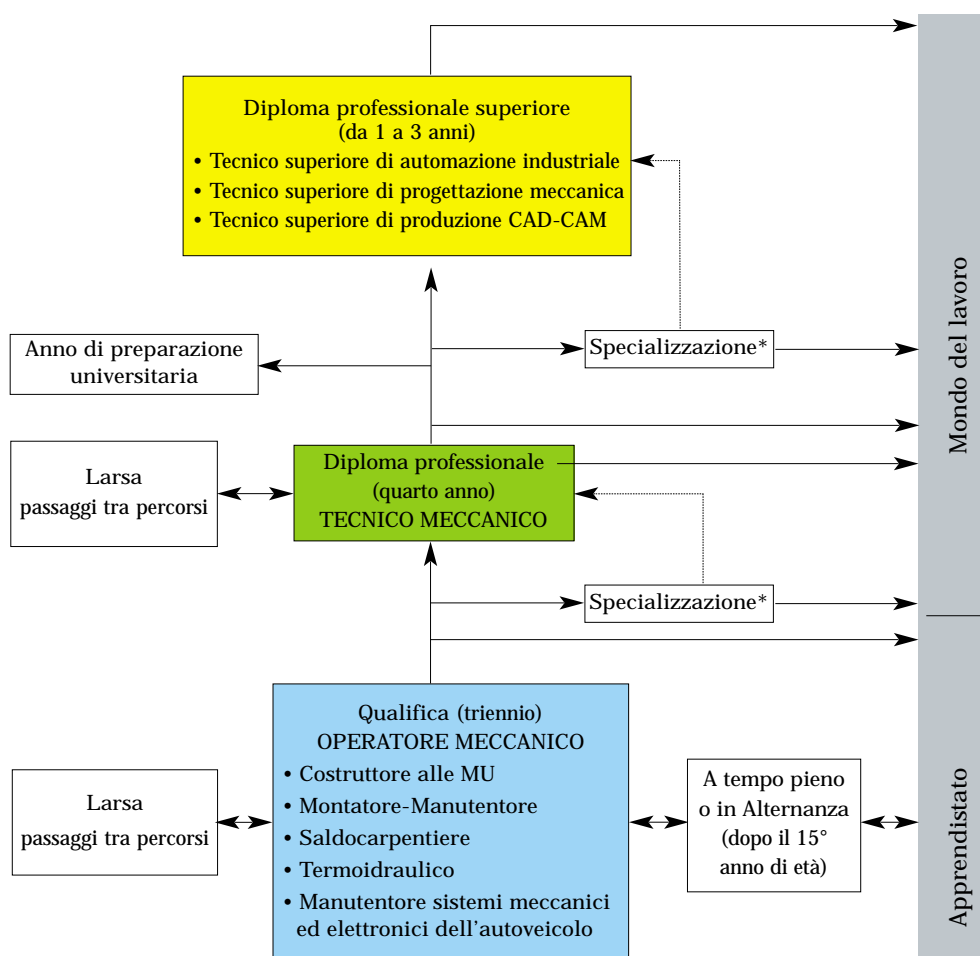 Diploma professionale superiore
(da 1 a 3 anni)
• Tecnico superiore di automazione industriale
• Tecnico superiore di progettazione meccanica
• Tecnico superiore di produzione CAD-CAM
Anno di preparazione
universitaria
Specializzazione*
Mondo del lavoro
Larsa
passaggi tra percorsi
Diploma professionale
(quarto anno)
TECNICO MECCANICO
Specializzazione*
Qualifica (triennio)
OPERATORE MECCANICO
• Costruttore alle MU
• Montatore-Manutentore
• Saldocarpentiere
• Termoidraulico
• Manutentore sistemi meccanici
ed elettronici dell'autoveicolo
Larsa
passaggi tra percorsi
A tempo pieno
o in Alternanza
(dopo il 15°
anno di età)
Apprendistato